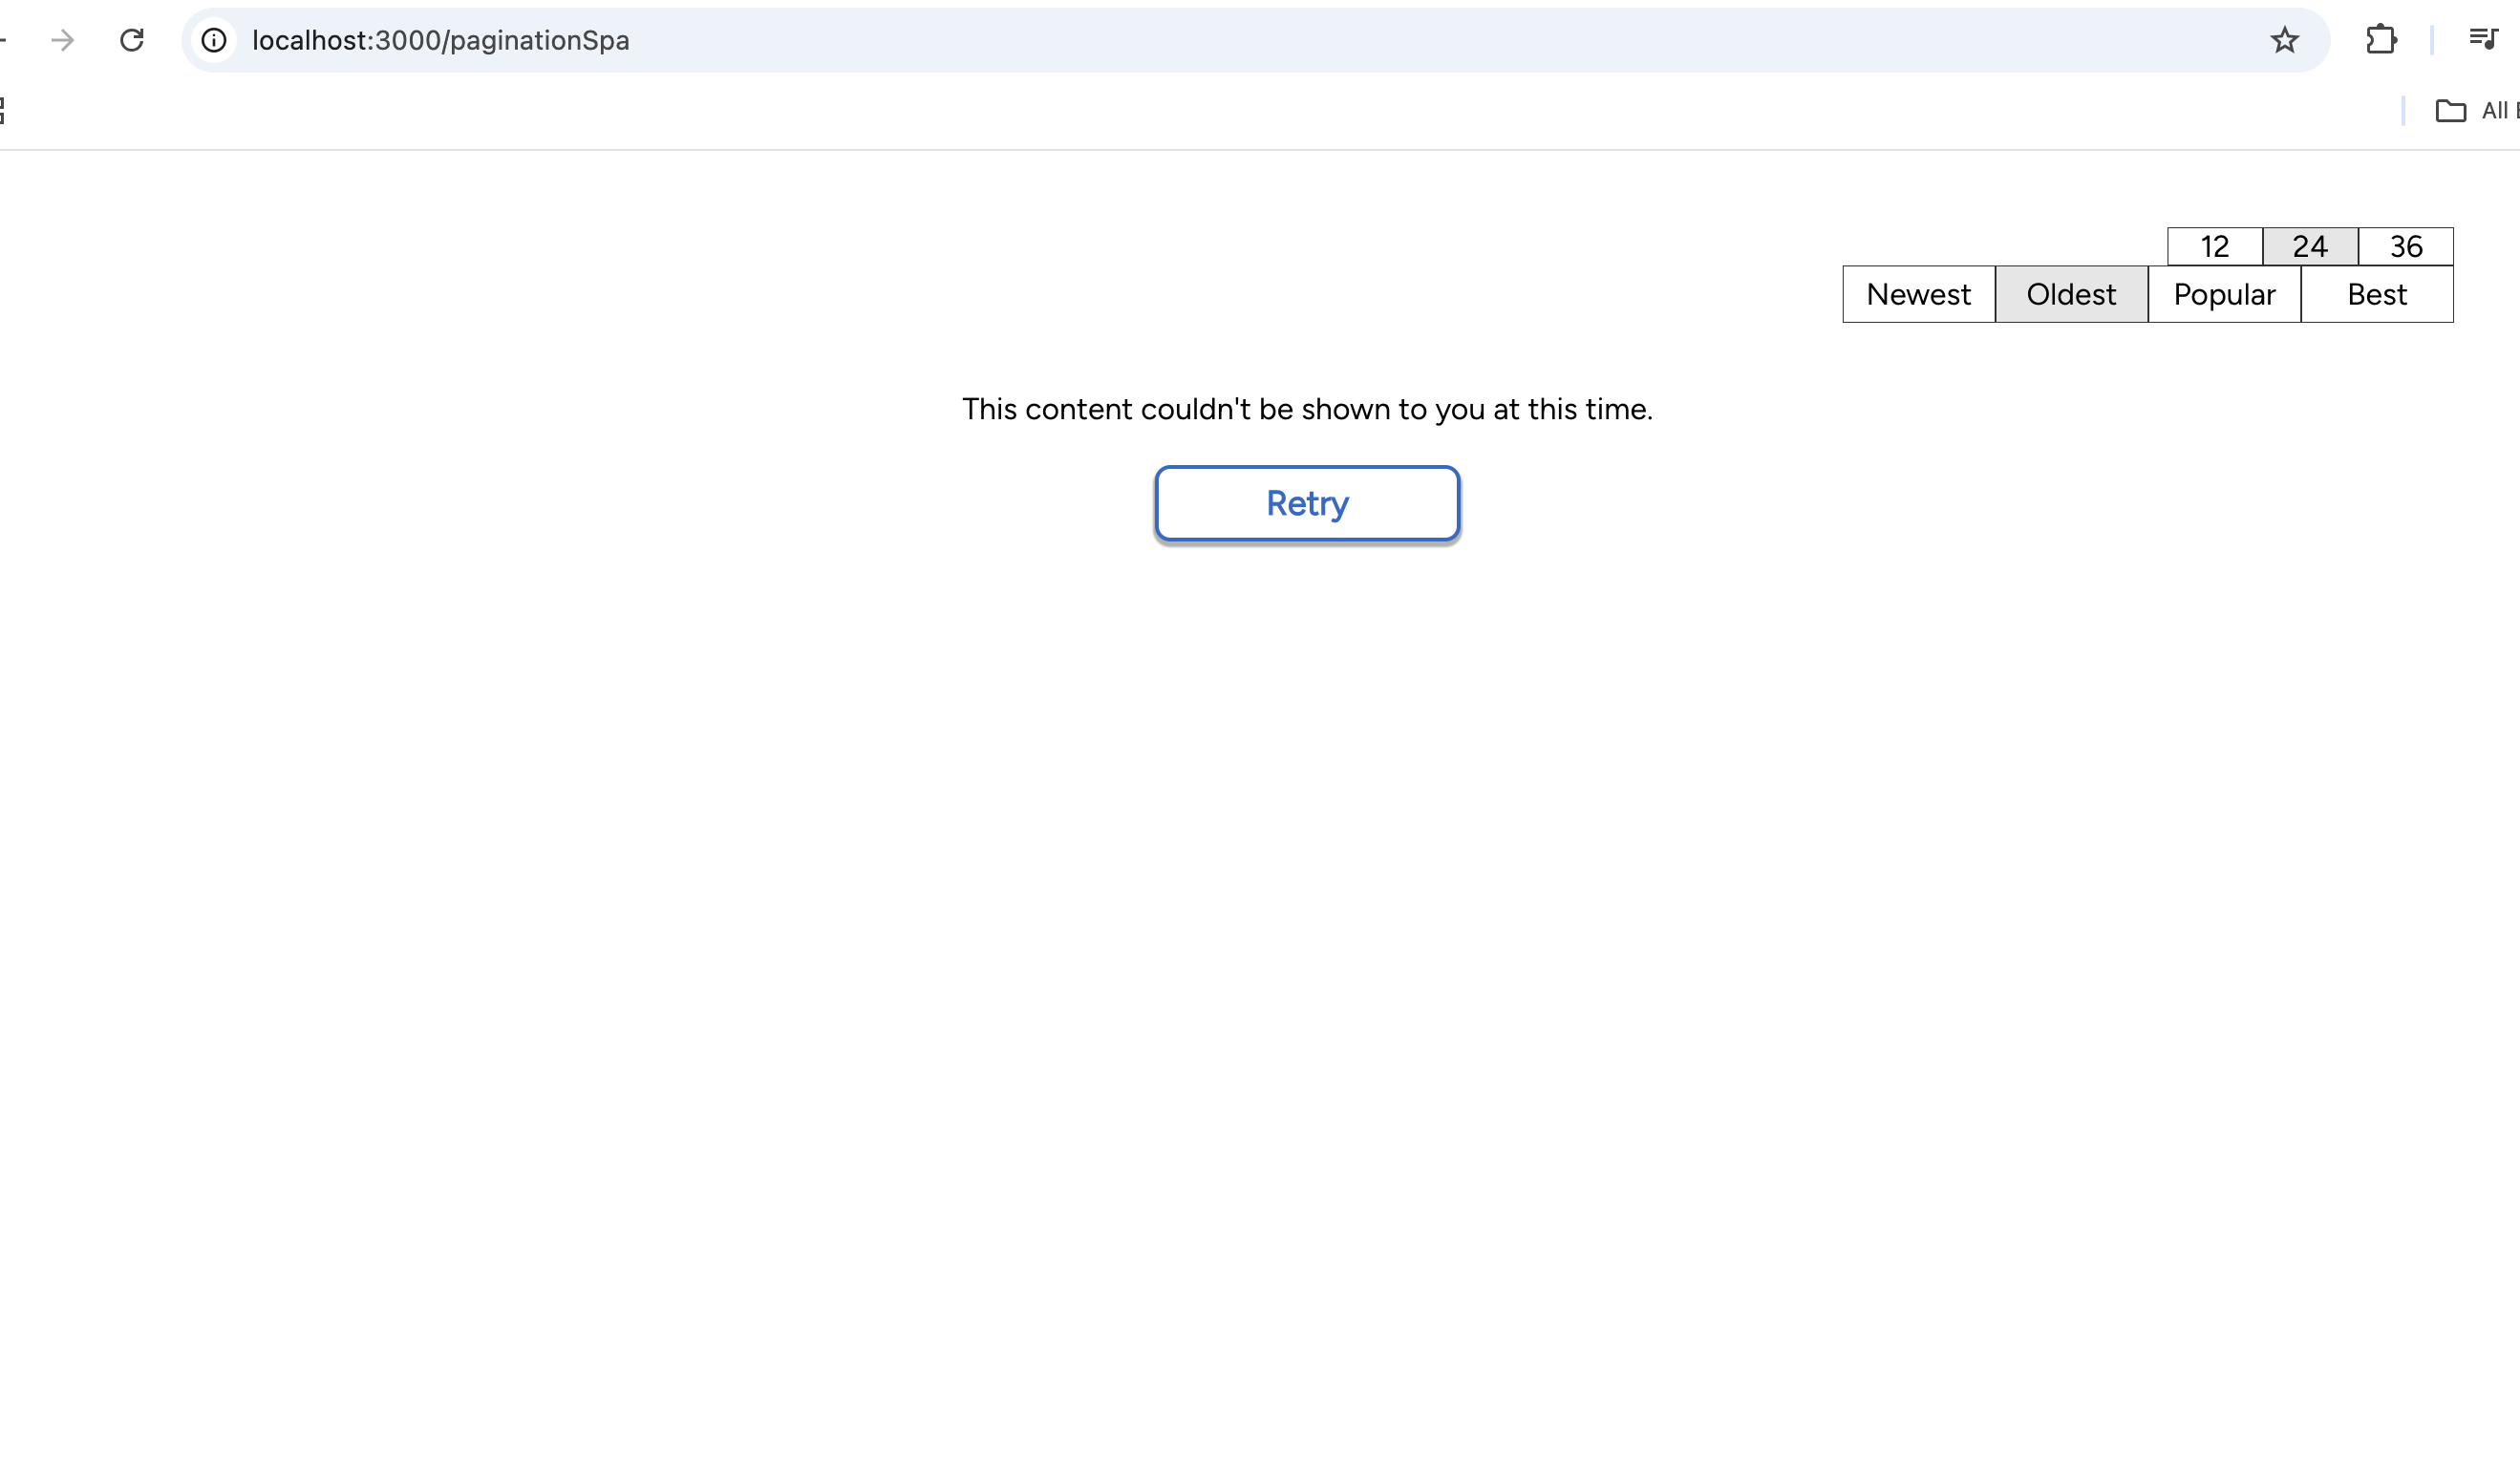 localhost:3000/paginationSpa
All
12 24 36
Newest Oldest Popular Best
This content couldn't be shown to you at this time.
Retry